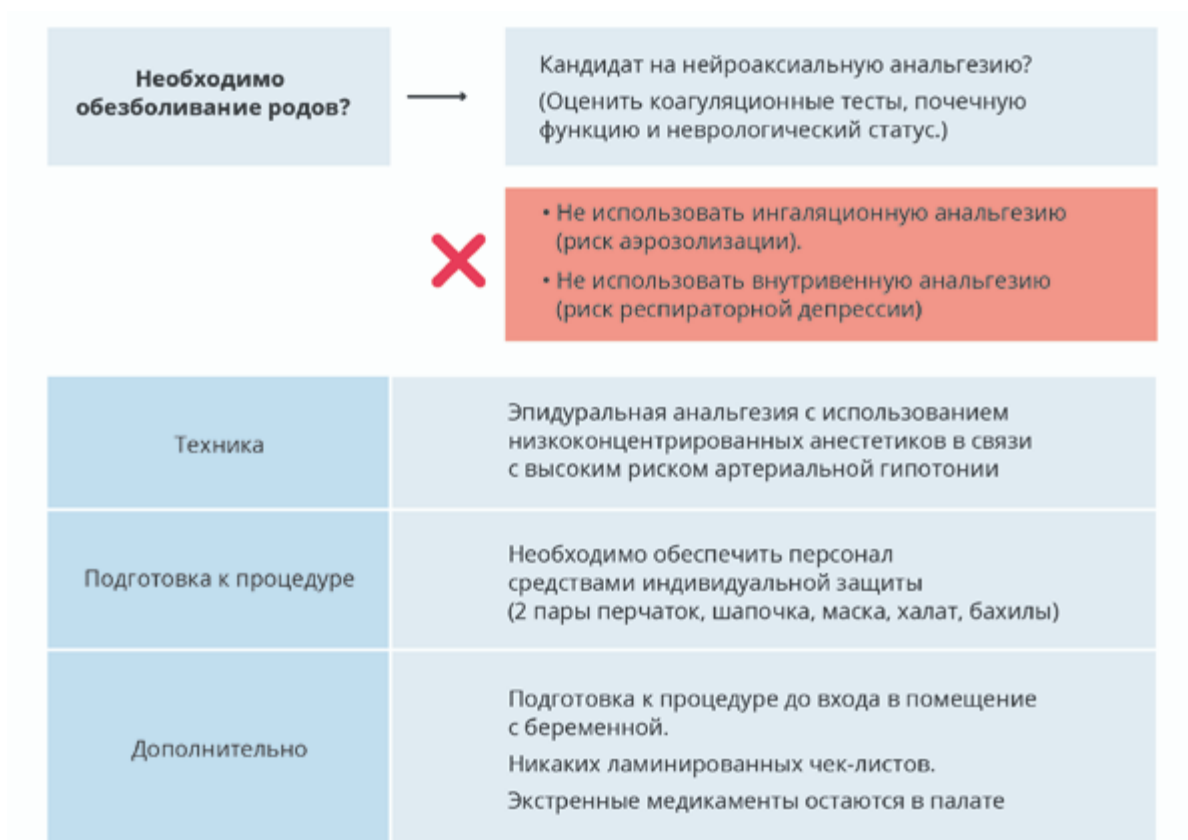 Необходимо
обезболивание родов?
Кандидат на нейроаксиальную анальгезию?
(Оценить коагуляционные тесты, почечную
функцию и неврологический статус.)
• Не использовать ингаляционную анальгезию
(риск аэрозолизации).
• Не использовать внутривенную анальгезию
(риск респираторной депрессии)
Техника
Эпидуральная анальгезия с использованием
низкоконцентрированных анестетиков в связи
с высоким риском артериальной гипотонии
Подготовка к процедуре
Необходимо обеспечить персонал
средствами индивидуальной защиты
(2 пары перчаток, шапочка, маска, халат, бахилы)
Дополнительно
Подготовка к процедуре до входа в помещение
с беременной.
Никаких ламинированных чек-листов.
Экстренные медикаменты остаются в палате